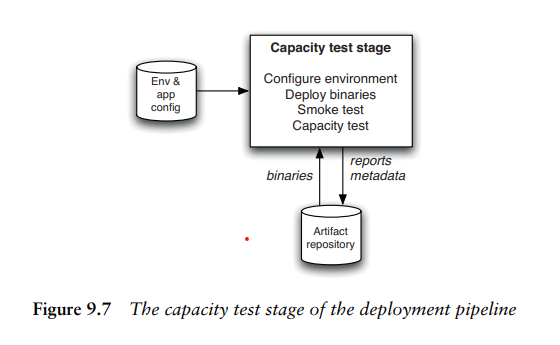 Capacity test stage
Configure environment
Deploy binaries
Smoke test
Capacity test
Env &
app
config
binaries
reports
metadata
Artifact
repository
Figure 9.7 The capacity test stage of the deployment pipeline